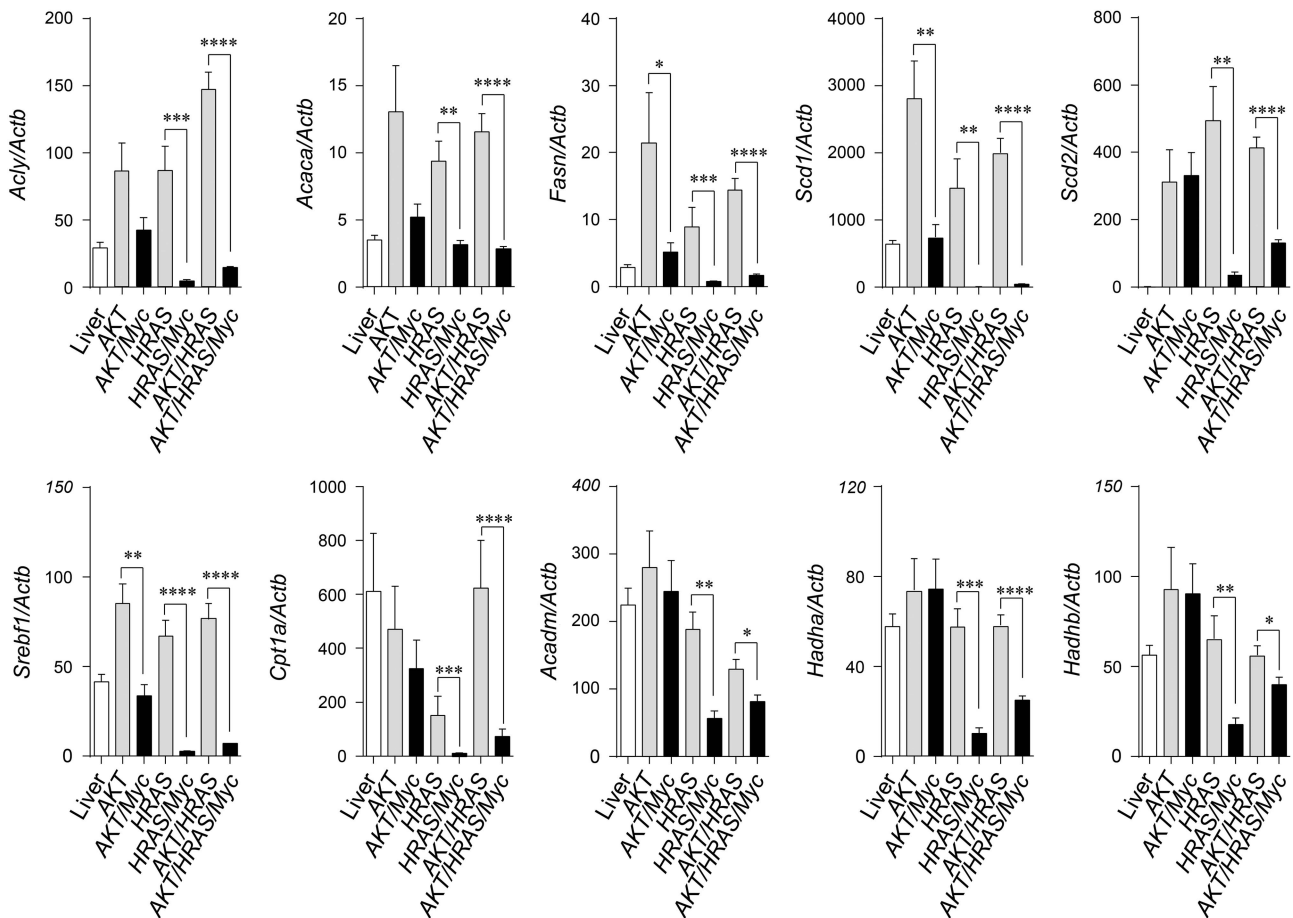 Acly/Actb
200
150
100
50
0
***
****
Liver
AKT
AKT/Myc
HRAS
HRAS/Myc
AKT/HRAS
AKT/HRAS/Myc
Acaca/Actb
20
15
10
5
0
**
****
Liver
AKT
AKT/Myc
HRAS
HRAS/Myc
AKT/HRAS
AKT/HRAS/Myc
Fasn/Actb
40
30
20
10
0
*
***
****
Liver
AKT
AKT/Myc
HRAS
HRAS/Myc
AKT/HRAS
AKT/HRAS/Myc
Scd1/Actb
4000
3000
2000
1000
0
**
**
****
Liver
AKT
AKT/Myc
HRAS
HRAS/Myc
AKT/HRAS
AKT/HRAS/Myc
Scd2/Actb
800
600
400
200
0
**
****
Liver
AKT
AKT/Myc
HRAS
HRAS/Myc
AKT/HRAS
AKT/HRAS/Myc
Srebf1/Actb
150
100
50
0
**
****
****
Liver
AKT
AKT/Myc
HRAS
HRAS/Myc
AKT/HRAS
AKT/HRAS/Myc
Cpt1a/Actb
1000
800
600
400
200
0
***
****
Liver
AKT
AKT/Myc
HRAS
HRAS/Myc
AKT/HRAS
AKT/HRAS/Myc
Acadm/Actb
400
300
200
100
0
**
*
Liver
AKT
AKT/Myc
HRAS
HRAS/Myc
AKT/HRAS
AKT/HRAS/Myc
Hadha/Actb
120
80
40
0
***
****
Liver
AKT
AKT/Myc
HRAS
HRAS/Myc
AKT/HRAS
AKT/HRAS/Myc
Hadhb/Actb
150
100
50
0
**
*
Liver
AKT
AKT/Myc
HRAS
HRAS/Myc
AKT/HRAS
AKT/HRAS/Myc